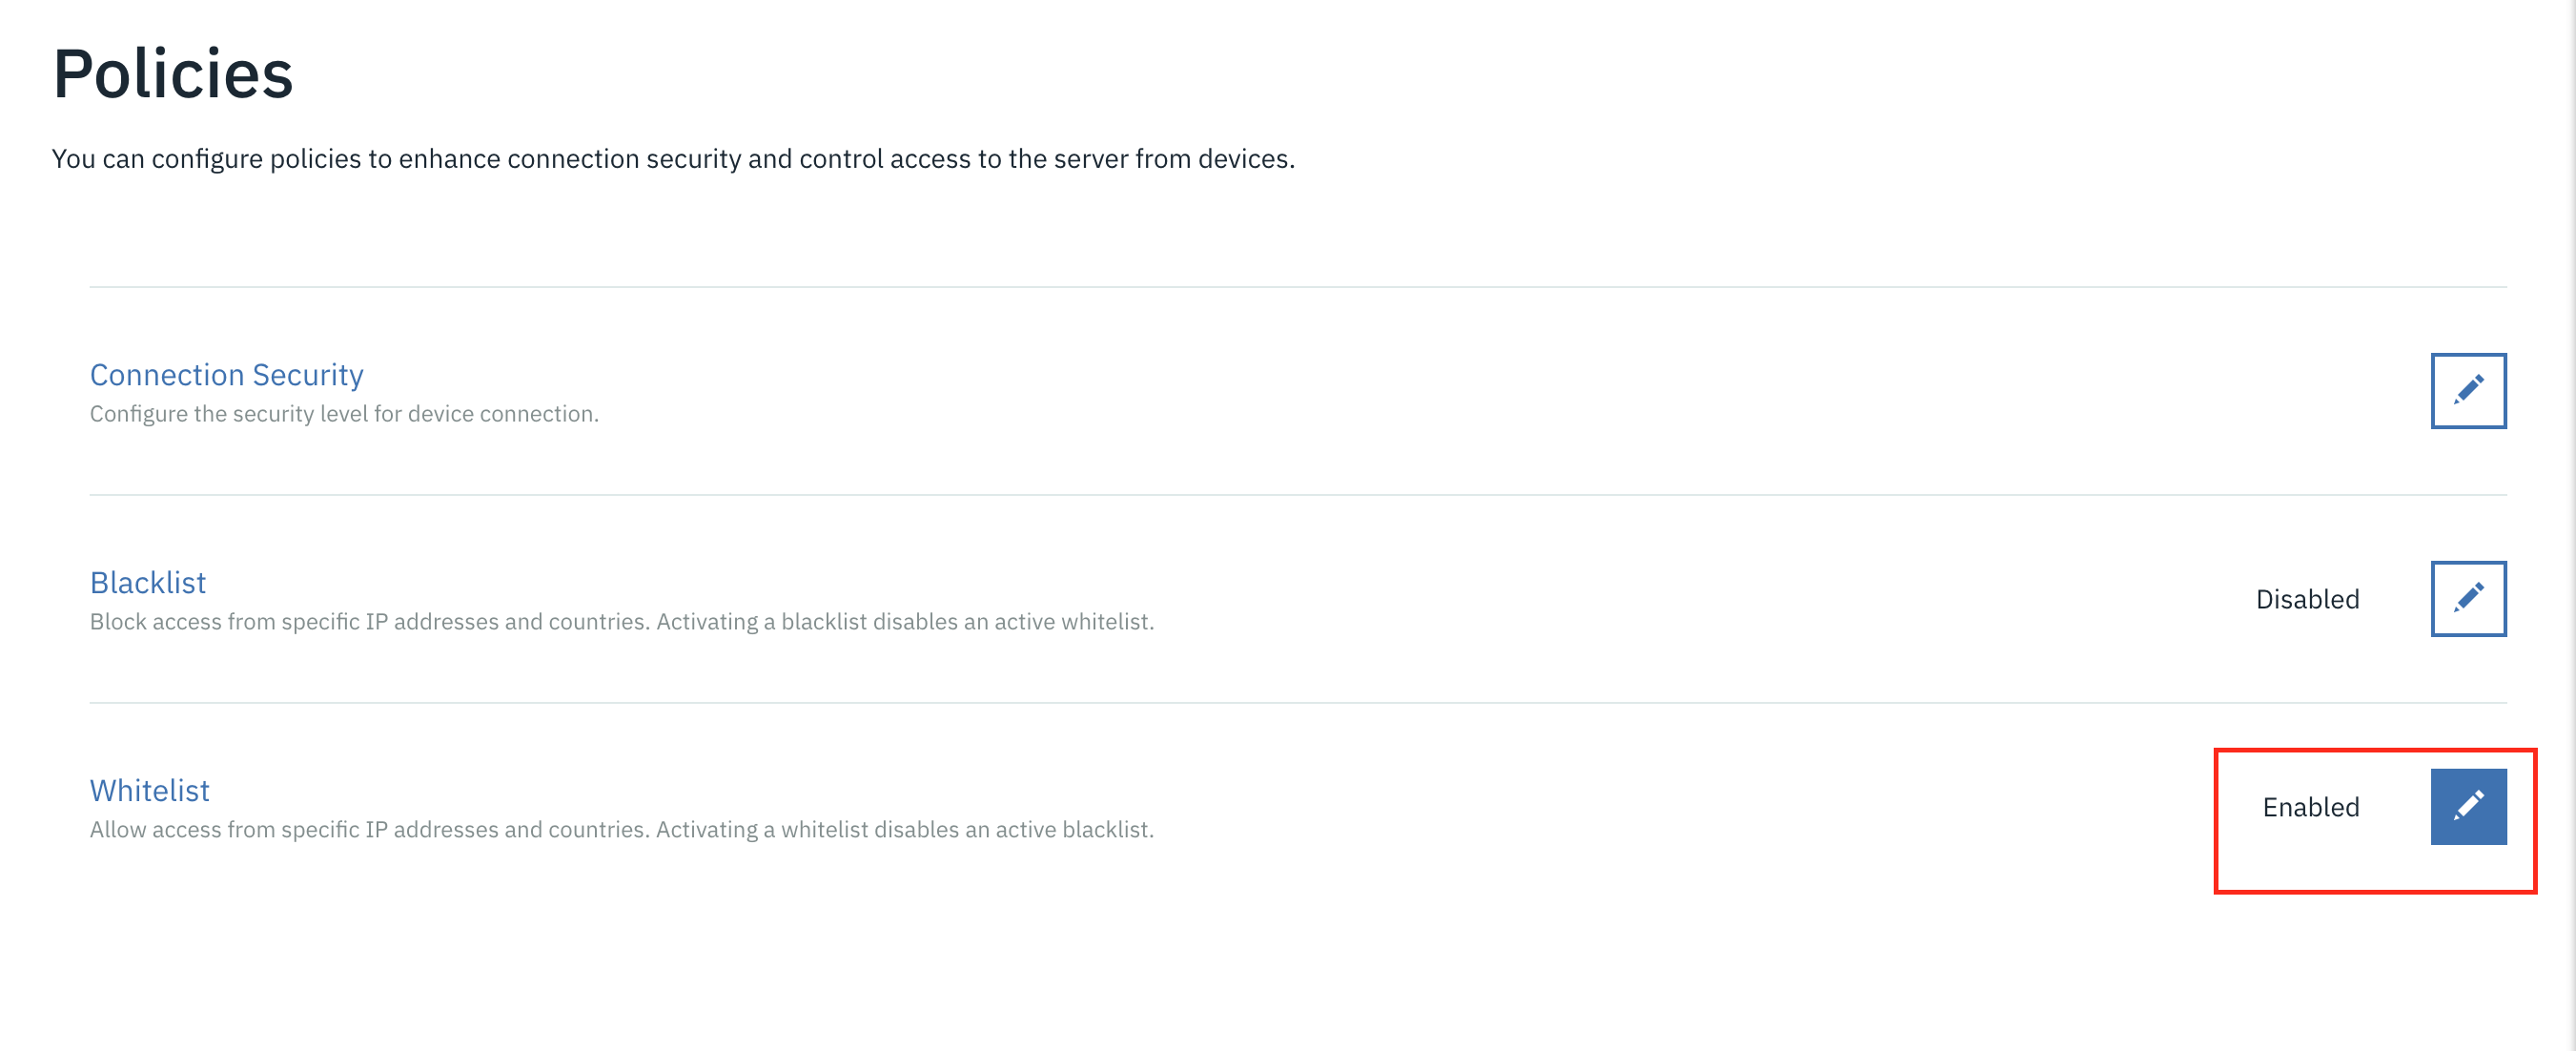 Policies
You can configure policies to enhance connection security and control access to the server from devices.
Connection Security
Configure the security level for device connection.
Blacklist
Block access from specific IP addresses and countries. Activating a blacklist disables an active whitelist.
Disabled
Whitelist
Allow access from specific IP addresses and countries. Activating a whitelist disables an active blacklist.
Enabled